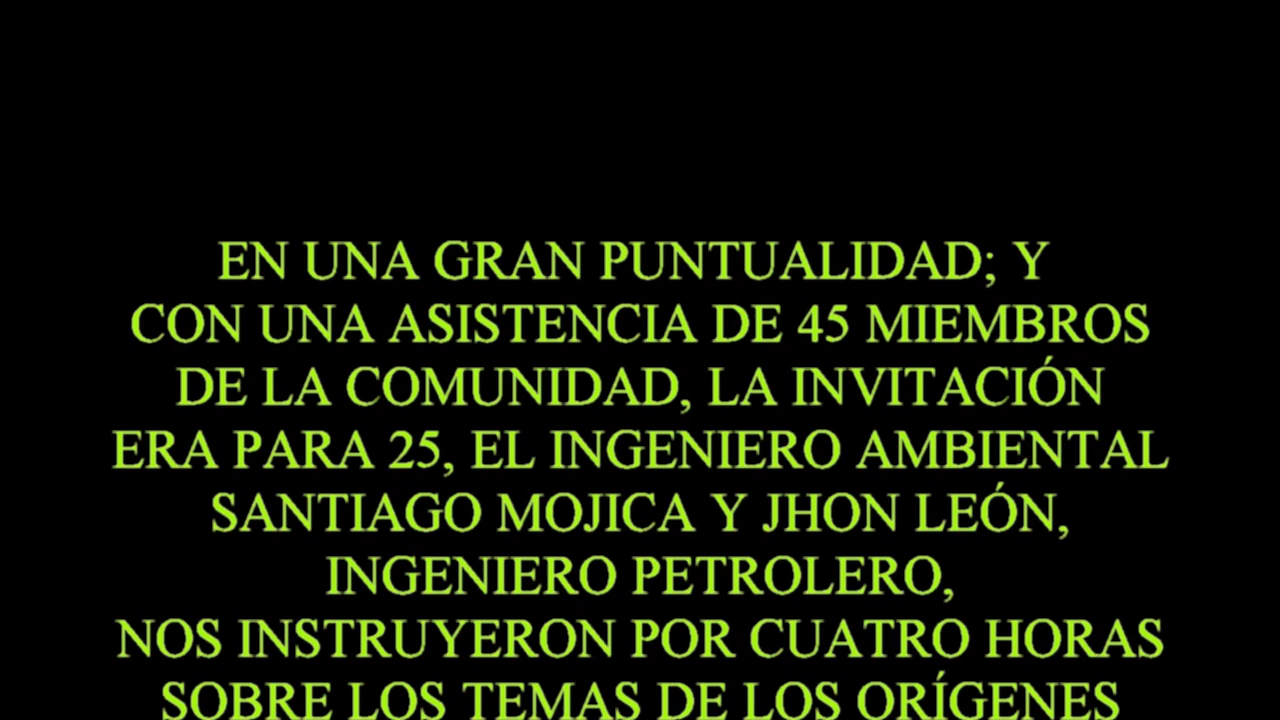 EN UNA GRAN PUNTUALIDAD; Y
CON UNA ASISTENCIA DE 45 MIEMBROS
DE LA COMUNIDAD, LA INVITACIÓN
ERA PARA 25, EL INGENIERO AMBIENTAL
SANTIAGO MOJICA Y JHON LEÓN,
INGENIERO PETROLERO,
NOS INSTRUYERON POR CUATRO HORAS
SOBRE LOS TEMAS DE LOS ORÍGENES